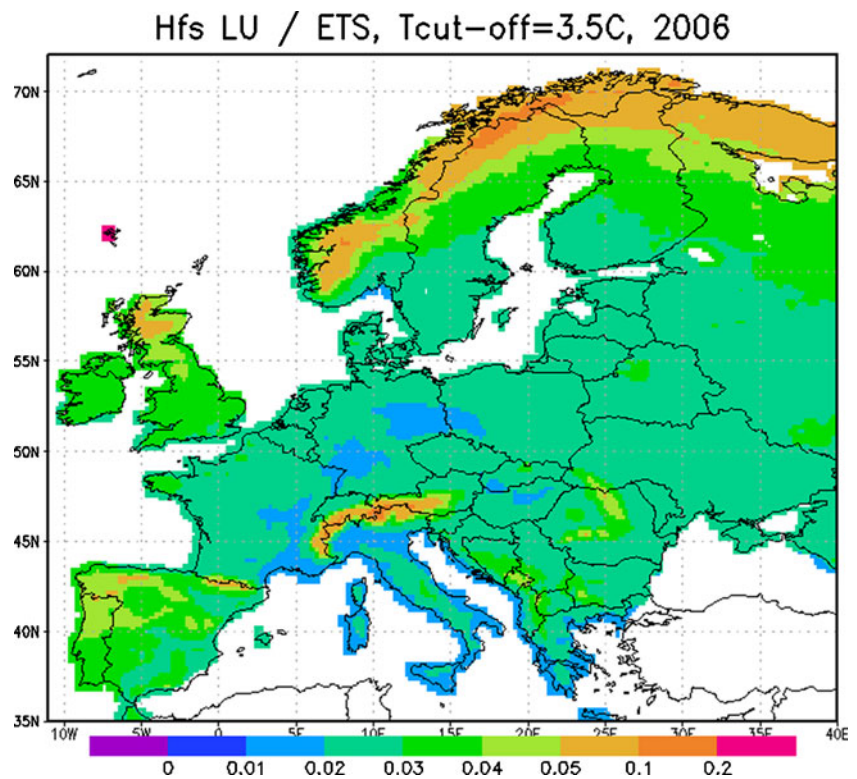 Hfs LU / ETS, Tcut-off=3.5C, 2006
70N
65N
60N
55N
50N
45N
40N
35N
10W 5W 0 5E 10E 15E 20E 25E 30E 35E 40E
0 0.01 0.02 0.03 0.04 0.05 0.1 0.2